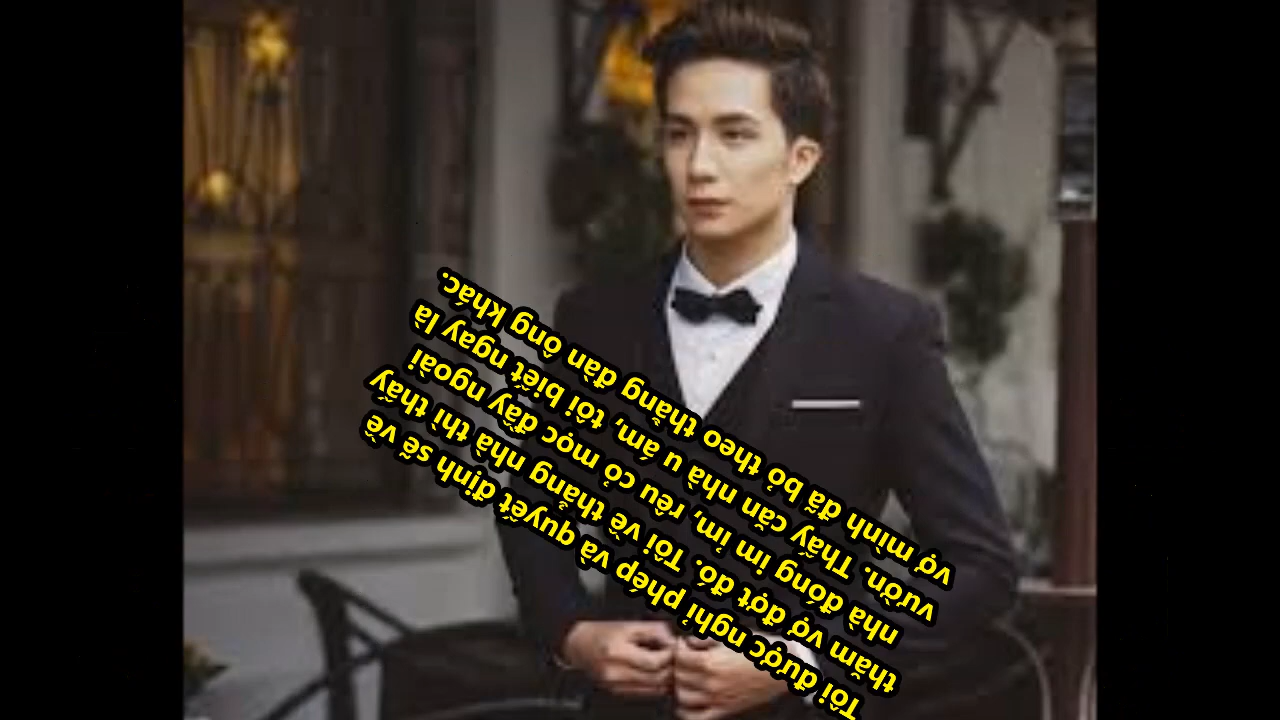 Tôi được nghỉ phép và quyết định sẽ về
thăm vợ đột đó. Tôi về thẳng nhà thì thấy
nhà đóng im ỉm, rêu cỏ mọc đầy ngoài
vườn. Thấy căn nhà u ám, tôi biết ngay là
vợ mình đã bỏ theo thằng đàn ông khác.